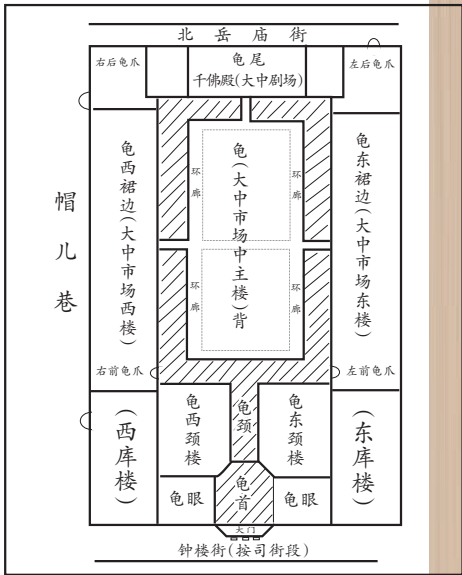 北岳庙街
右后龟爪
龟尾
千佛殿(大中剧场)
左后龟爪
帽儿巷
龟西裙边(大中市场西楼)
环廊
龟(大中市场中主楼)背
环廊
龟东裙边(大中市场东楼)
环廊
环廊
右前龟爪
左前龟爪
(西库楼)
龟西颈楼
龟颈
龟东颈楼
(东库楼)
龟眼
龟首
龟眼
大门
钟楼街(按司街段)